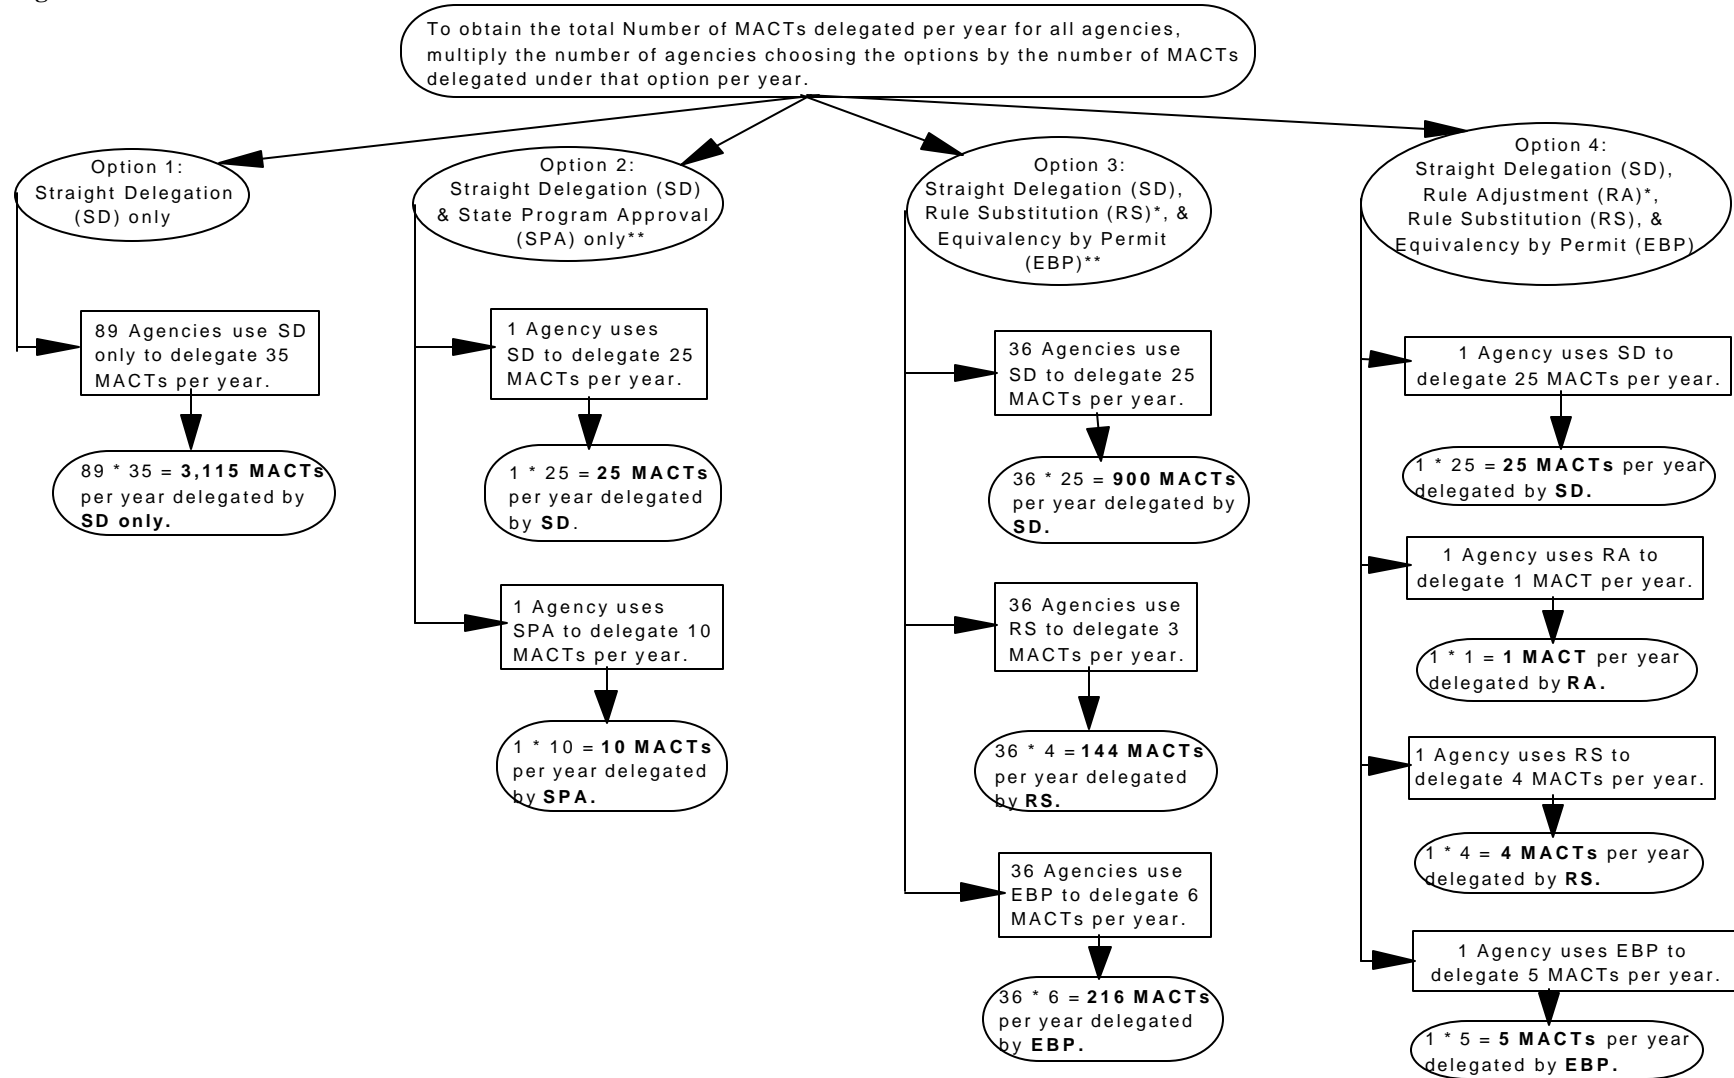 To obtain the total Number of MACTs delegated per year for all agencies,
multiply the number of agencies choosing the options by the number of MACTs
delegated under that option per year.
Option 1:
Straight Delegation
(SD) only
89 Agencies use SD
only to delegate 35
MACTs per year.
89 * 35 = 3,115 MACTs
per year delegated by
SD only.
Option 2:
Straight Delegation (SD)
& State Program Approval
(SPA) only**
1 Agency uses
SD to delegate 25
MACTs per year.
1 * 25 = 25 MACTs
per year delegated
by SD.
1 Agency uses
SPA to delegate 10
MACTs per year.
1 * 10 = 10 MACTs
per year delegated
by SPA.
Option 3:
Straight Delegation (SD),
Rule Substitution (RS)*, &
Equivalency by Permit
(EBP)**
36 Agencies use
SD to delegate 25
MACTs per year.
36 * 25 = 900 MACTs
per year delegated by
SD.
36 Agencies use
RS to delegate 3
MACTs per year.
36 * 4 = 144 MACTs
per year delegated
by RS.
36 Agencies use
EBP to delegate 6
MACTs per year.
36 * 6 = 216 MACTs
per year delegated
by EBP.
Option 4:
Straight Delegation (SD),
Rule Adjustment (RA)*,
Rule Substitution (RS), &
Equivalency by Permit (EBP)
1 Agency uses SD to
delegate 25 MACTs per year.
1 * 25 = 25 MACTs per year
delegated by SD.
1 Agency uses RA to
delegate 1 MACT per year.
1 * 1 = 1 MACT per year
delegated by RA.
1 Agency uses RS to
delegate 4 MACTs per year.
1 * 4 = 4 MACTs per year
delegated by RS.
1 Agency uses EBP to
delegate 5 MACTs per year.
1 * 5 = 5 MACTs per year
delegated by EBP.